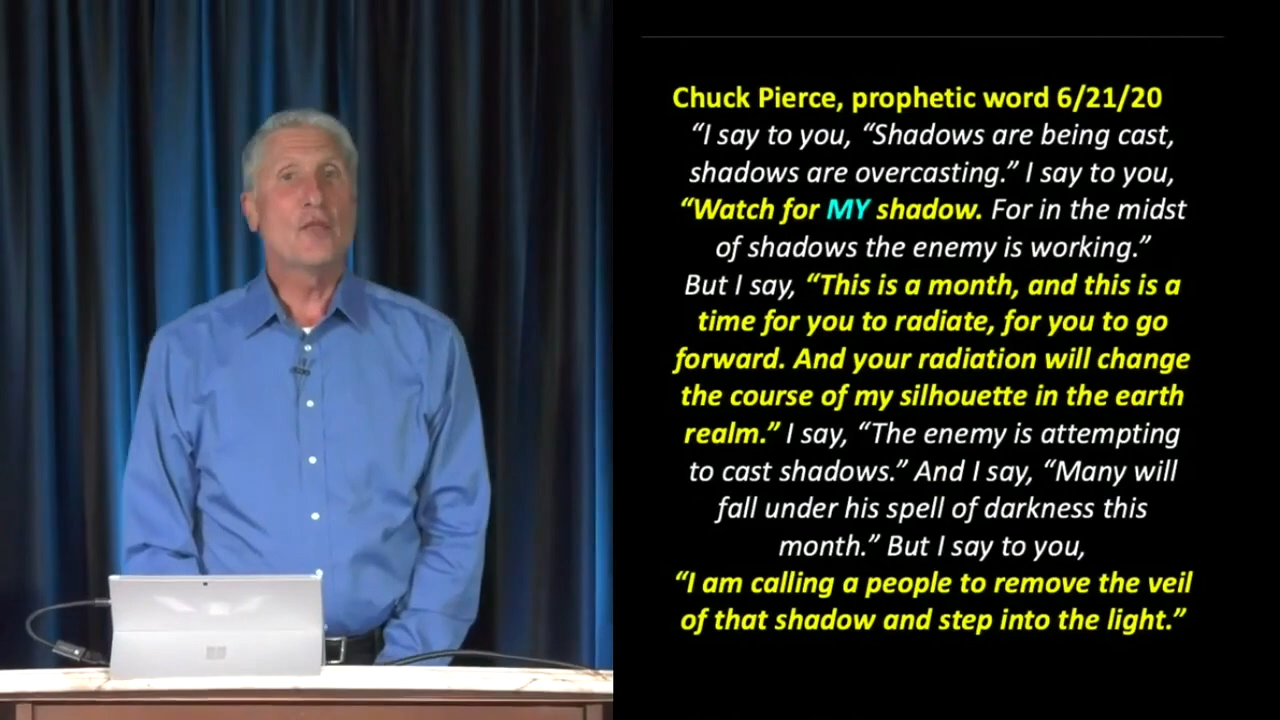 Chuck Pierce, prophetic word 6/21/20
“I say to you, “Shadows are being cast,
shadows are overcasting.” I say to you,
“Watch for MY shadow. For in the midst
of shadows the enemy is working.”
But I say, “This is a month, and this is a
time for you to radiate, for you to go
forward. And your radiation will change
the course of my silhouette in the earth
realm.” I say, “The enemy is attempting
to cast shadows.” And I say, “Many will
fall under his spell of darkness this
month.” But I say to you,
“I am calling a people to remove the veil
of that shadow and step into the light.”